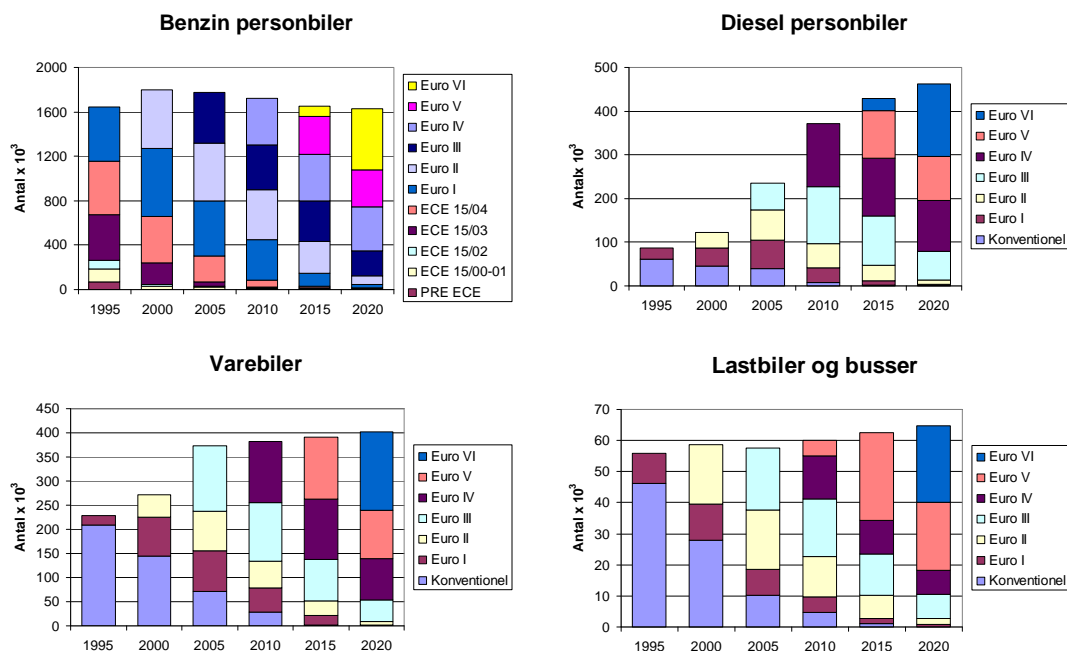 Benzin personbiler
Antal x 10³
2000
1600
1200
800
400
0
1995 2000 2005 2010 2015 2020
Euro VI
Euro V
Euro IV
Euro III
Euro II
Euro I
ECE 15/04
ECE 15/03
ECE 15/02
ECE 15/00-01
PRE ECE
Diesel personbiler
Antalx 10³
500
400
300
200
100
0
1995 2000 2005 2010 2015 2020
Euro VI
Euro V
Euro IV
Euro III
Euro II
Euro I
Konventionel
Varebiler
Antal x 10³
450
400
350
300
250
200
150
100
50
0
1995 2000 2005 2010 2015 2020
Euro VI
Euro V
Euro IV
Euro III
Euro II
Euro I
Konventionel
Lastbiler og busser
Antal x 10³
70
60
50
40
30
20
10
0
1995 2000 2005 2010 2015 2020
Euro VI
Euro V
Euro IV
Euro III
Euro II
Euro I
Konventionel